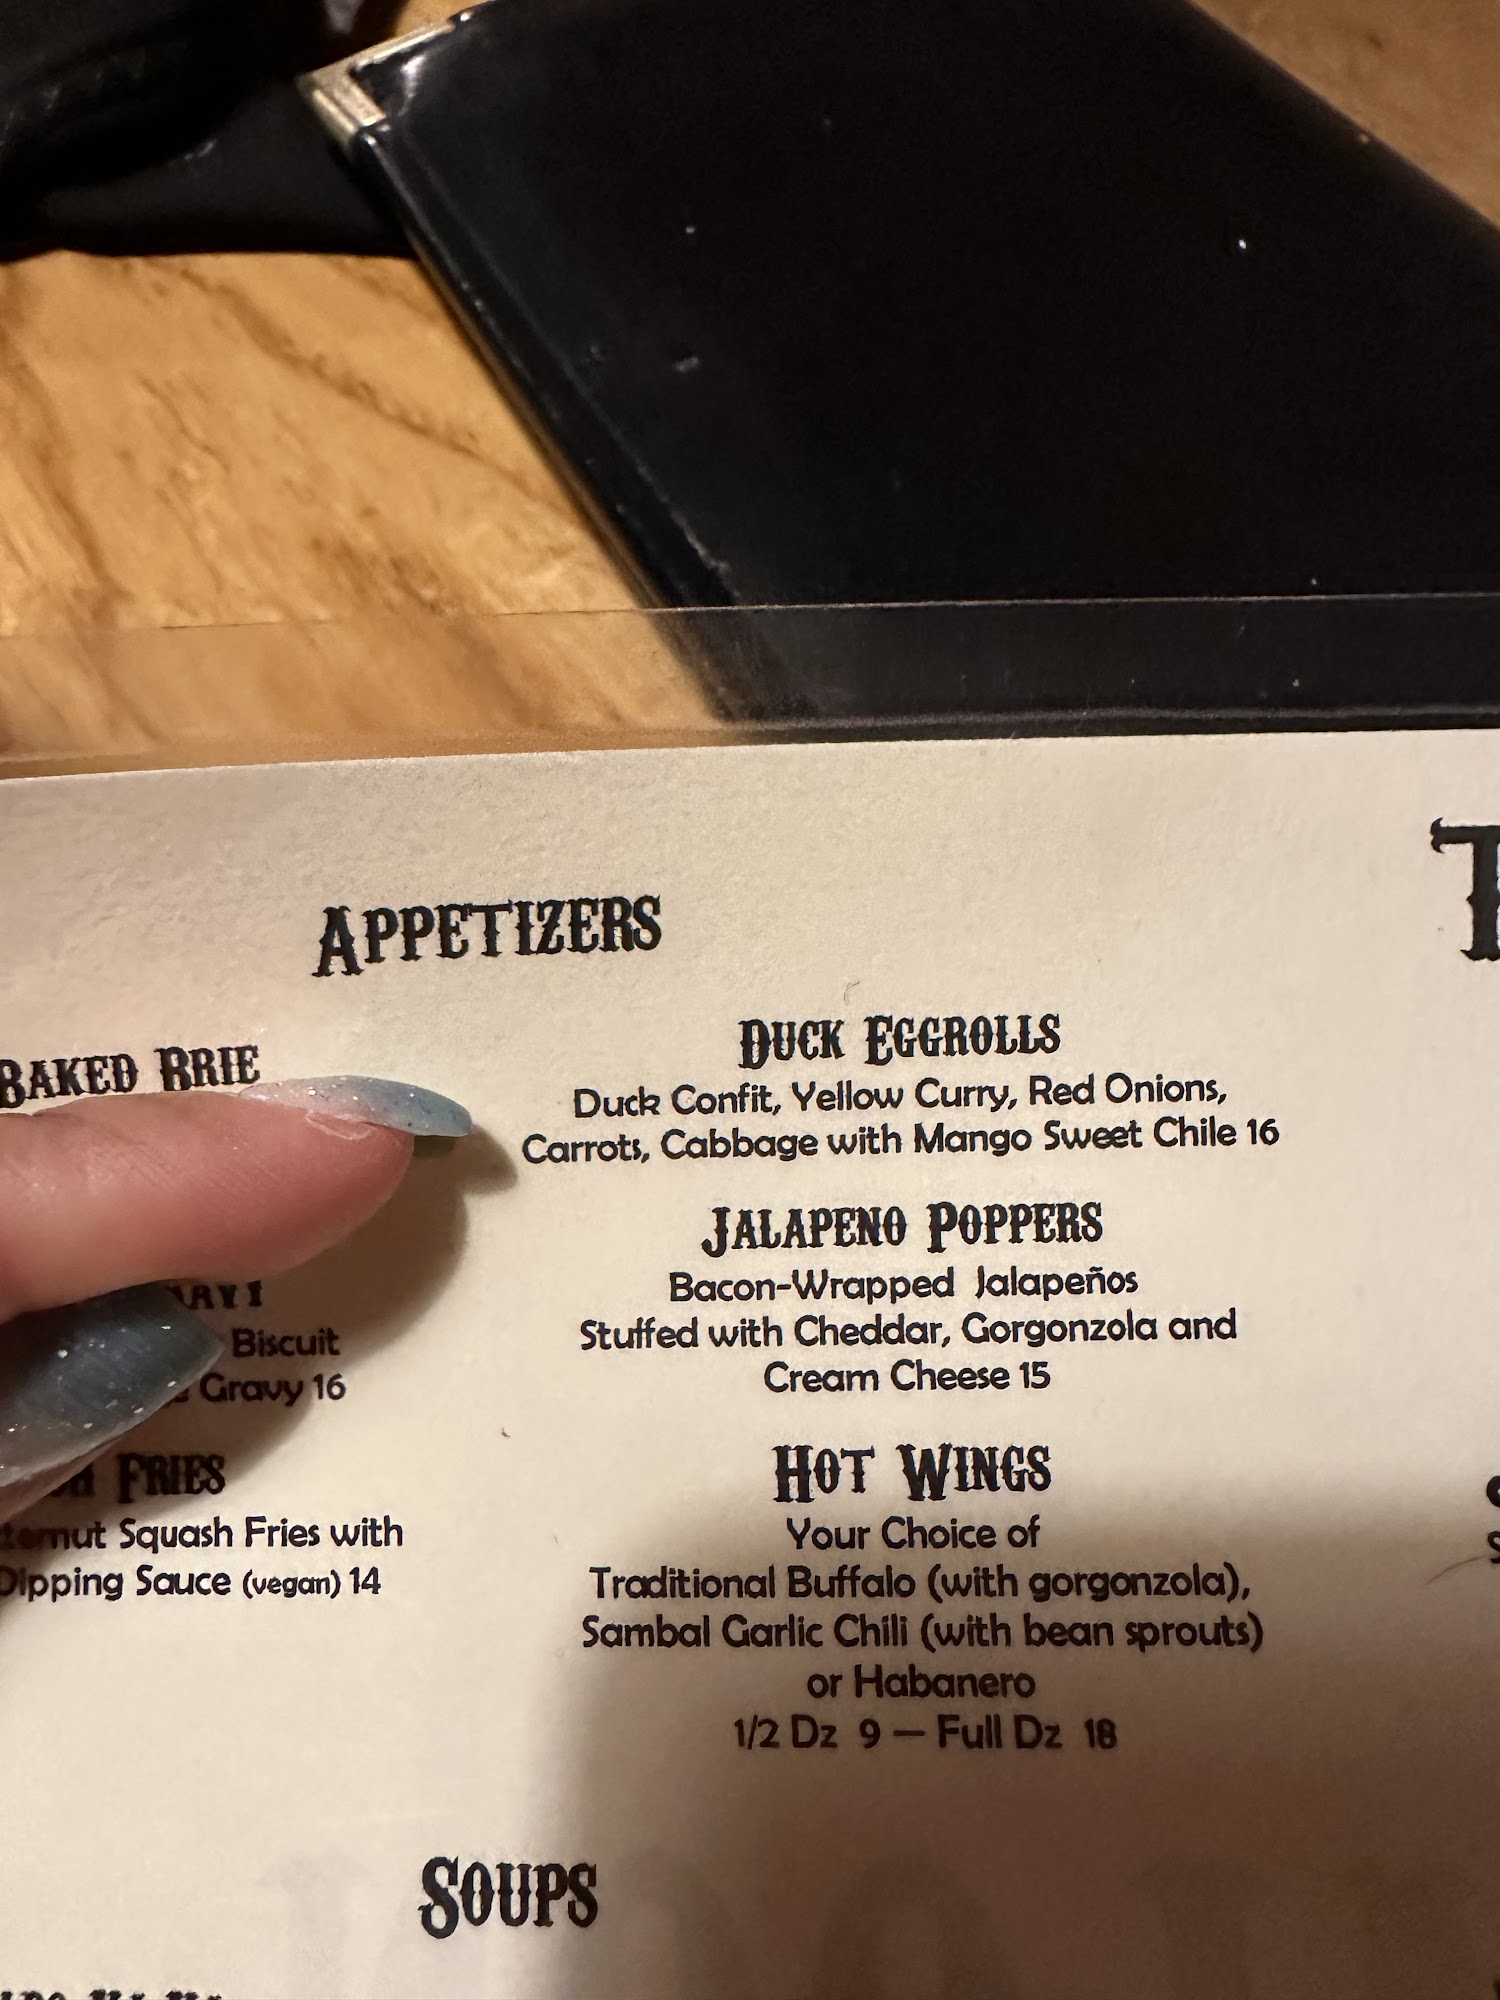 APPETIZERS
BAKED BRIE
Biscuit
Gravy 16
FRIES
Squash Fries with
Dipping Sauce (vegan) 14
DUCK EGGROLLS
Duck Confit, Yellow Curry, Red Onions,
Carrots, Cabbage with Mango Sweet Chile 16
JALAPENO POPPERS
Bacon-Wrapped Jalapeños
Stuffed with Cheddar, Gorgonzola and
Cream Cheese 15
HOT WINGS
Your Choice of
Traditional Buffalo (with gorgonzola),
Sambal Garlic Chili (with bean sprouts)
or Habanero
1/2 Dz 9 – Full Dz 18
SOUPS